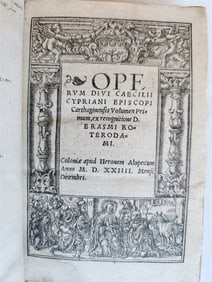 OPE
RVM DIVI CAECILII
CYPRIANI EPISCOPI
Carthaginensis Volumen Pri-
mum, ex recognitione D.
ERASMI RO-
TERODA-
MI.
Coloniæ apud Heronem Alopecium
Anno M. D. XXIIII. Mense
Decembri.